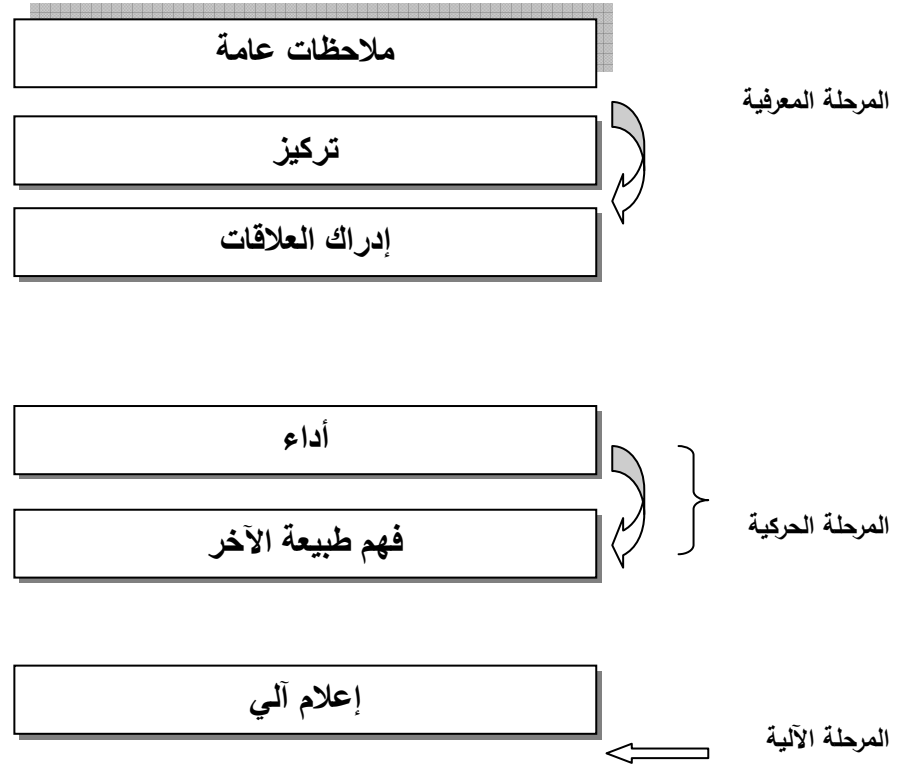 ملاحظات عامة
المرحلة المعرفية
تركيز
إدراك العلاقات
أداء
المرحلة الحركية
فهم طبيعة الآخر
إعلام آلي
المرحلة الآلية